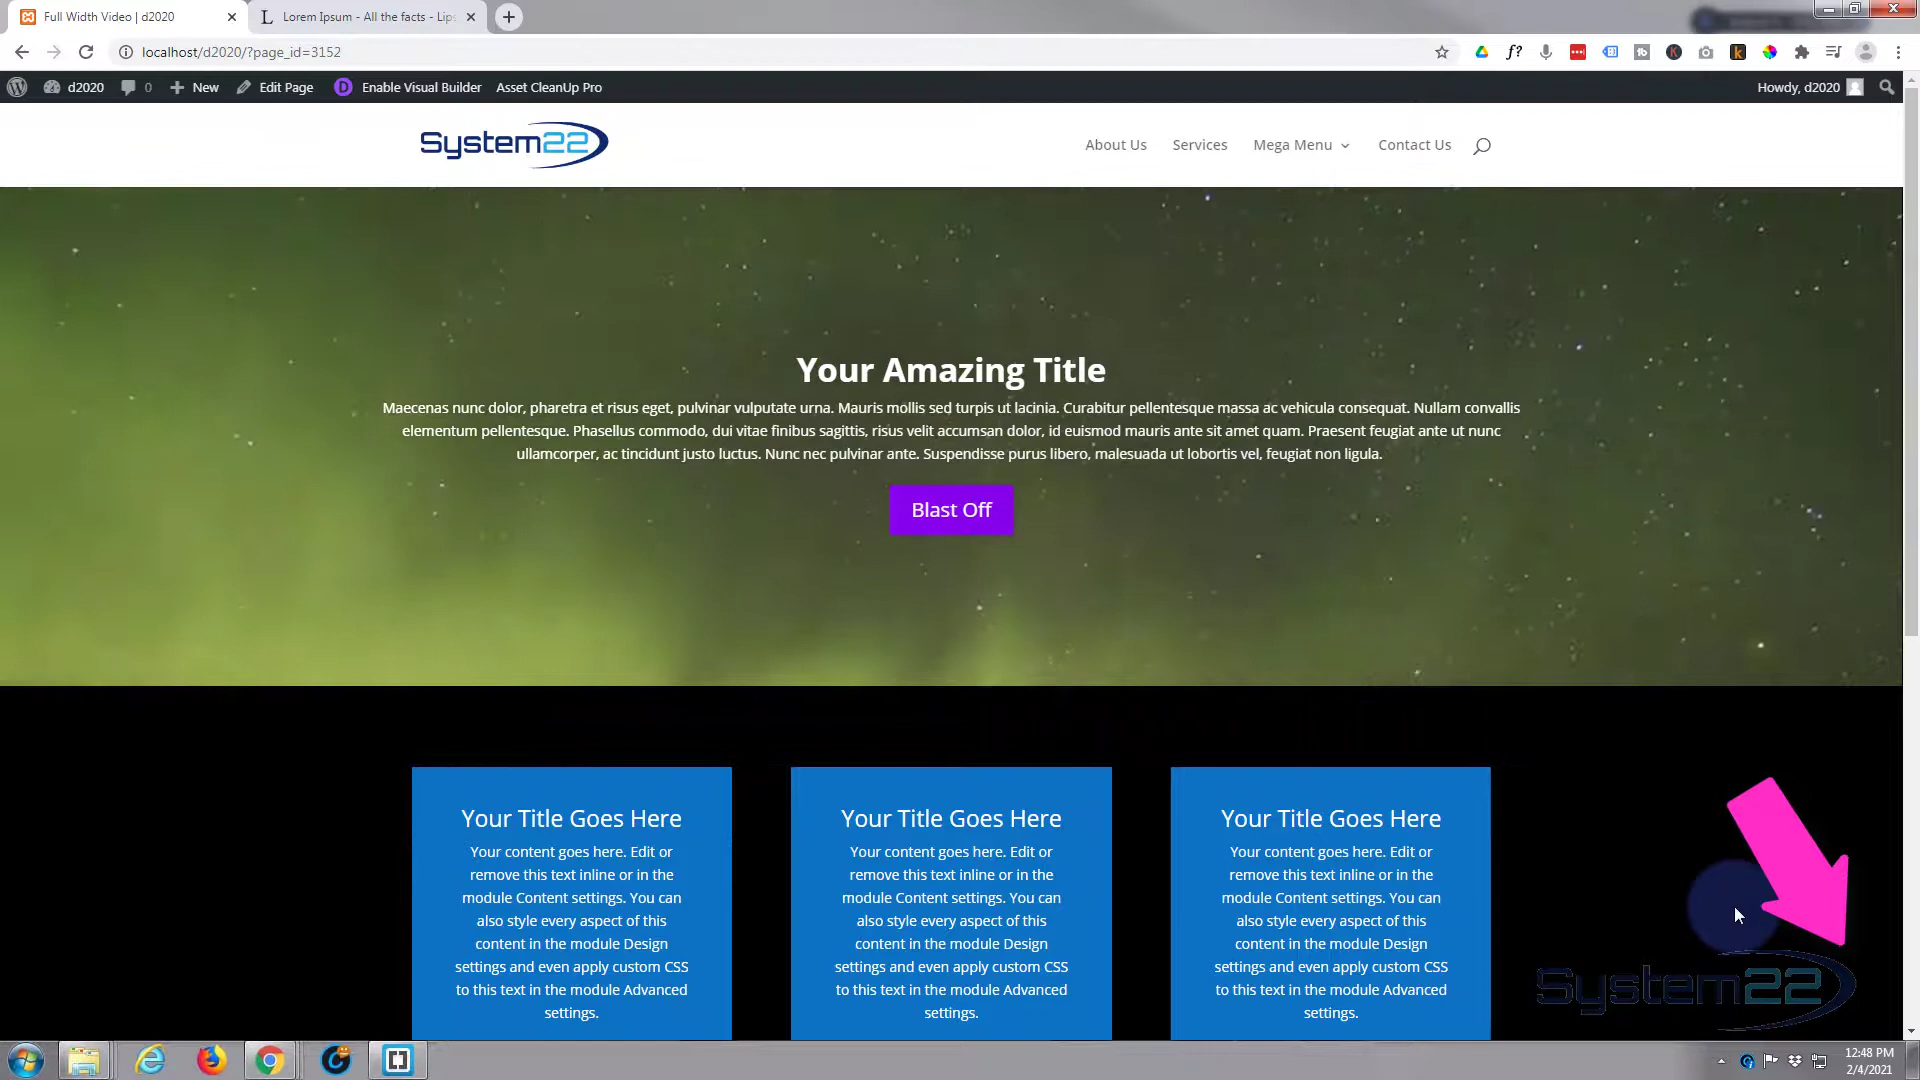 Full Width Video | d2020
Lorem Ipsum - All the facts - Lips
localhost/d2020/?page_id=3152
d2020 0 New Edit Page Enable Visual Builder Asset CleanUp Pro Howdy, d2020
System22 About Us Services Mega Menu Contact Us
Your Amazing Title
Maecenas nunc dolor, pharetra et risus eget, pulvinar vulputate urna. Mauris mollis sed turpis ut lacinia. Curabitur pellentesque massa ac vehicula consequat. Nullam convallis
elementum pellentesque. Phasellus commodo, dui vitae finibus sagittis, risus velit accumsan dolor, id euismod mauris ante sit amet quam. Praesent feugiat ante ut nunc
ullamcorper, ac tincidunt justo luctus. Nunc nec pulvinar ante. Suspendisse purus libero, malesuada ut lobortis vel, feugiat non ligula.
Blast Off
Your Title Goes Here
Your content goes here. Edit or
remove this text inline or in the
module Content settings. You can
also style every aspect of this
content in the module Design
settings and even apply custom CSS
to this text in the module Advanced
settings.
Your Title Goes Here
Your content goes here. Edit or
remove this text inline or in the
module Content settings. You can
also style every aspect of this
content in the module Design
settings and even apply custom CSS
to this text in the module Advanced
settings.
Your Title Goes Here
Your content goes here. Edit or
remove this text inline or in the
module Content settings. You can
also style every aspect of this
content in the module Design
settings and even apply custom CSS
to this text in the module Advanced
settings.
System22
12:48 PM
2/4/2021